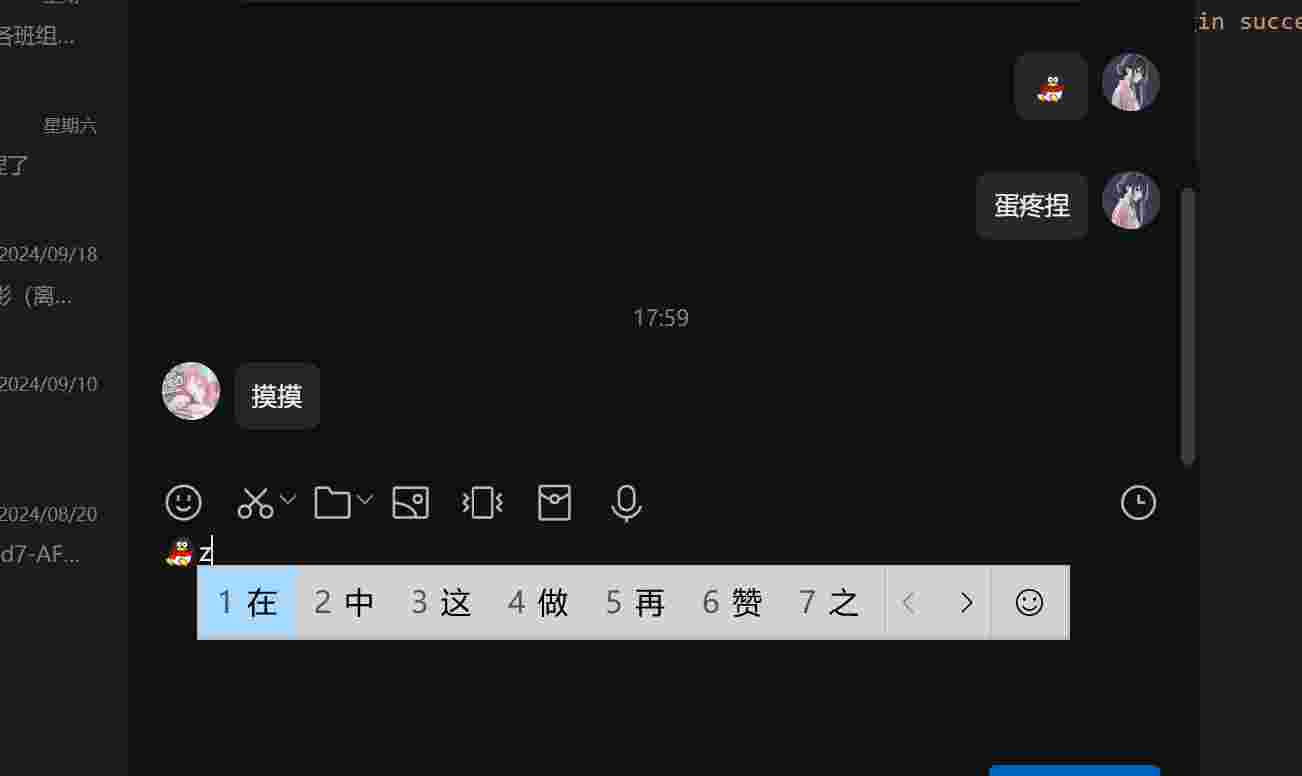 各班组...
星期六
捏了
2024/09/18
影（离...
2024/09/10
2024/08/20
d7-AF...
蛋疼捏
17:59
摸摸
z
1 在 2 中 3 这 4 做 5 再 6 赞 7 之
in succe